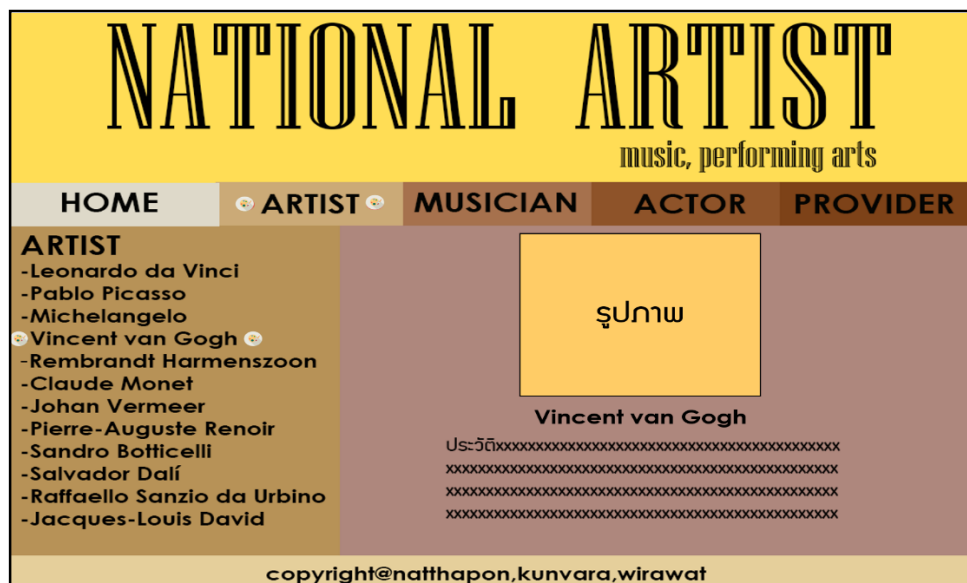 NATIONAL ARTIST
music, performing arts
HOME ARTIST MUSICIAN ACTOR PROVIDER
ARTIST
-Leonardo da Vinci
-Pablo Picasso
-Michelangelo
-Vincent van Gogh
-Rembrandt Harmenszoon
-Claude Monet
-Johan Vermeer
-Pierre-Auguste Renoir
-Sandro Botticelli
-Salvador Dalí
-Raffaello Sanzio da Urbino
-Jacques-Louis David
รูปภาพ
Vincent van Gogh
ประวัติxxxxxxxxxxxxxxxxxxxxxxxxxxxxxxxxxxxxxxxxxxx
xxxxxxxxxxxxxxxxxxxxxxxxxxxxxxxxxxxxxxxxxxxxxxxxx
xxxxxxxxxxxxxxxxxxxxxxxxxxxxxxxxxxxxxxxxxxxxxxxxx
xxxxxxxxxxxxxxxxxxxxxxxxxxxxxxxxxxxxxxxxxxxxxxxxx
copyright@natthapon,kunvara,wirawat